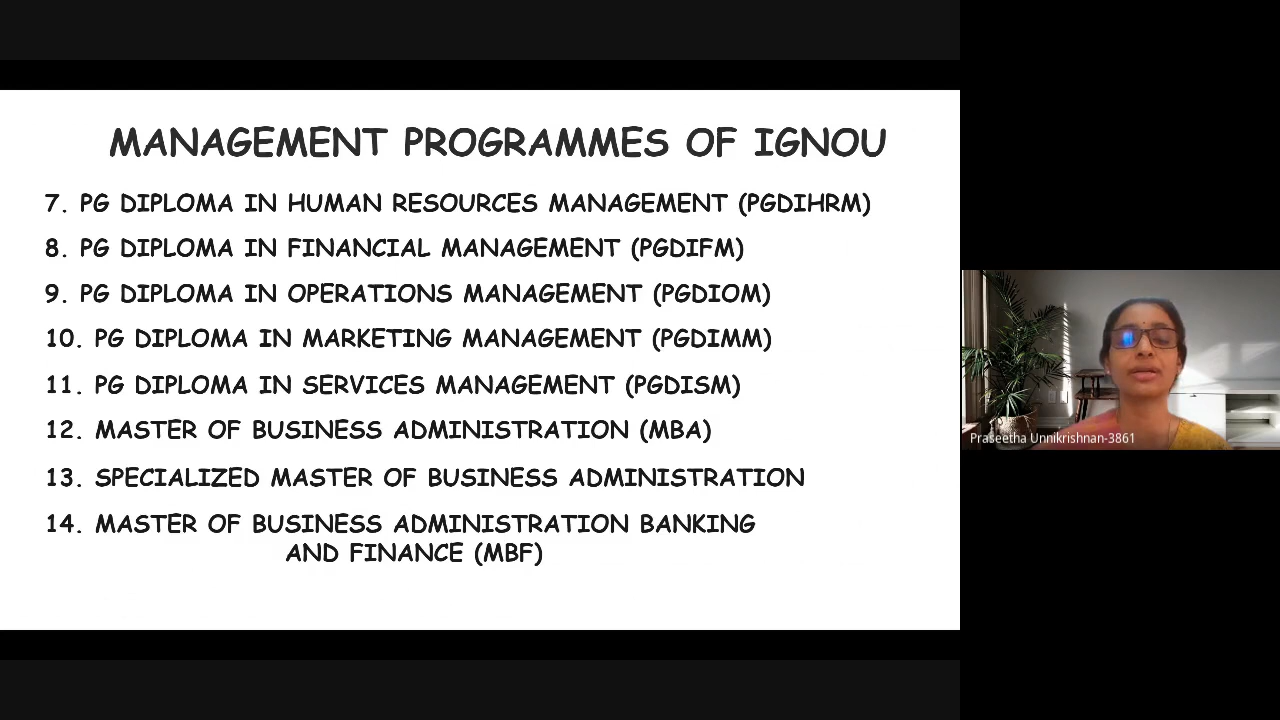 MANAGEMENT PROGRAMMES OF IGNOU
7. PG DIPLOMA IN HUMAN RESOURCES MANAGEMENT (PGDIHRM)
8. PG DIPLOMA IN FINANCIAL MANAGEMENT (PGDIFM)
9. PG DIPLOMA IN OPERATIONS MANAGEMENT (PGDIOM)
10. PG DIPLOMA IN MARKETING MANAGEMENT (PGDIMM)
11. PG DIPLOMA IN SERVICES MANAGEMENT (PGDISM)
12. MASTER OF BUSINESS ADMINISTRATION (MBA)
13. SPECIALIZED MASTER OF BUSINESS ADMINISTRATION
14. MASTER OF BUSINESS ADMINISTRATION BANKING
AND FINANCE (MBF)
Praseetha Unnikrishnan-3861